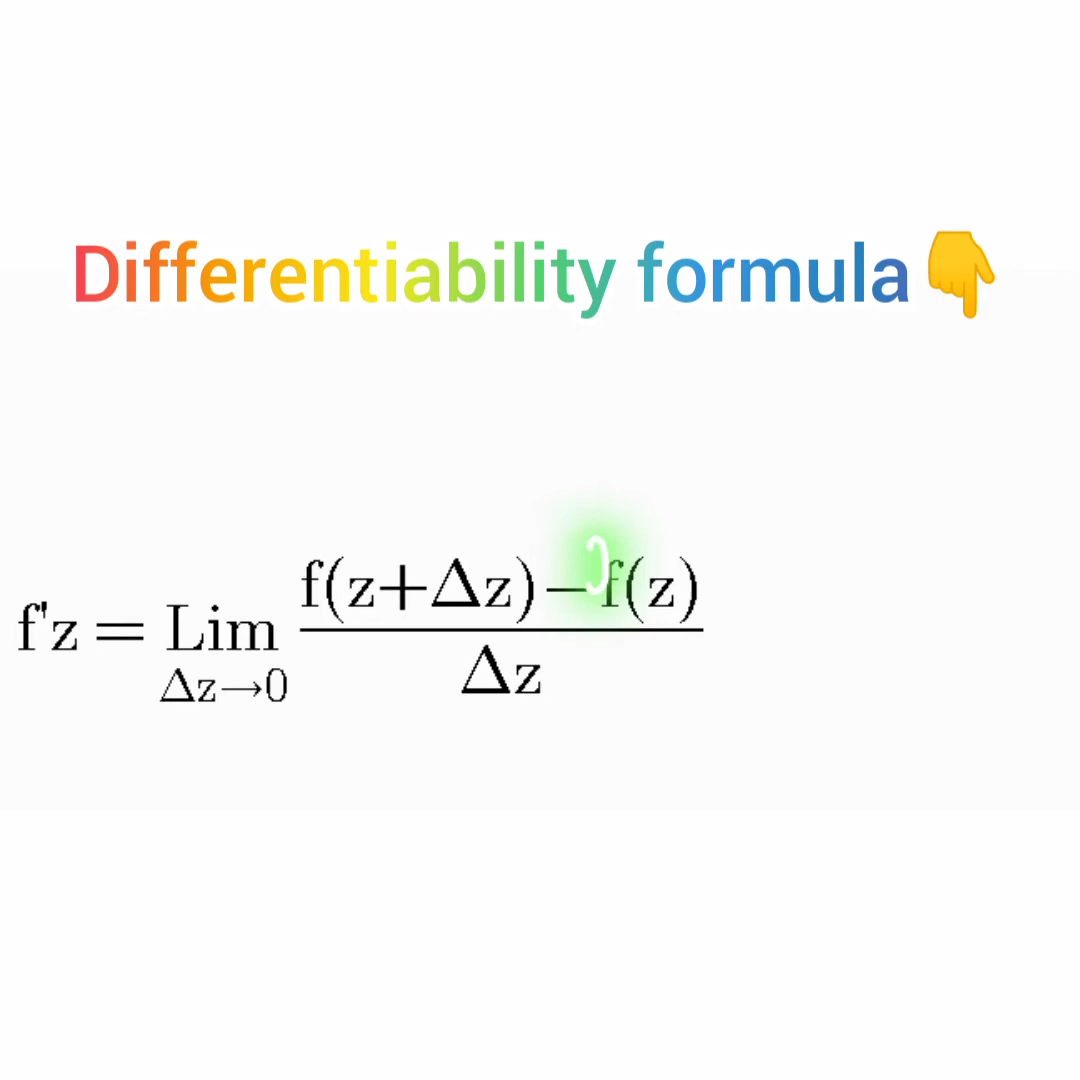 Differentiability formula👇
f'z = Lim f(z+Δz)−f(z)
Δz→0 Δz